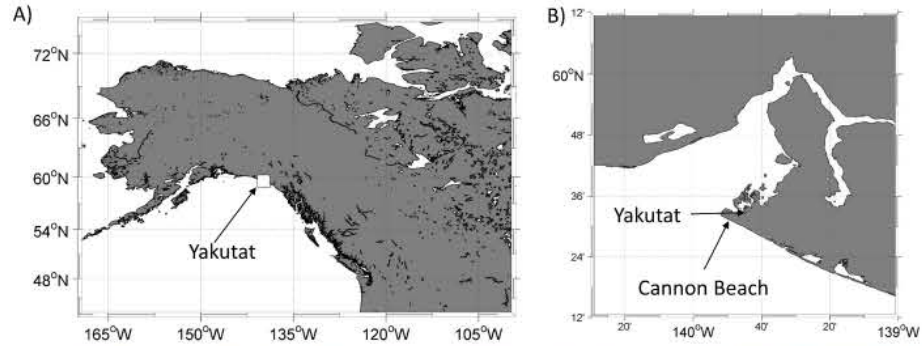 A)
72°N
66°N
60°N
54°N
48°N
Yakutat
165°W
150°W
135°W
120°W
105°W
B)
12'
60°N
48'
36'
24'
12'
Yakutat
Cannon Beach
20'
140°W
40'
20'
139°W